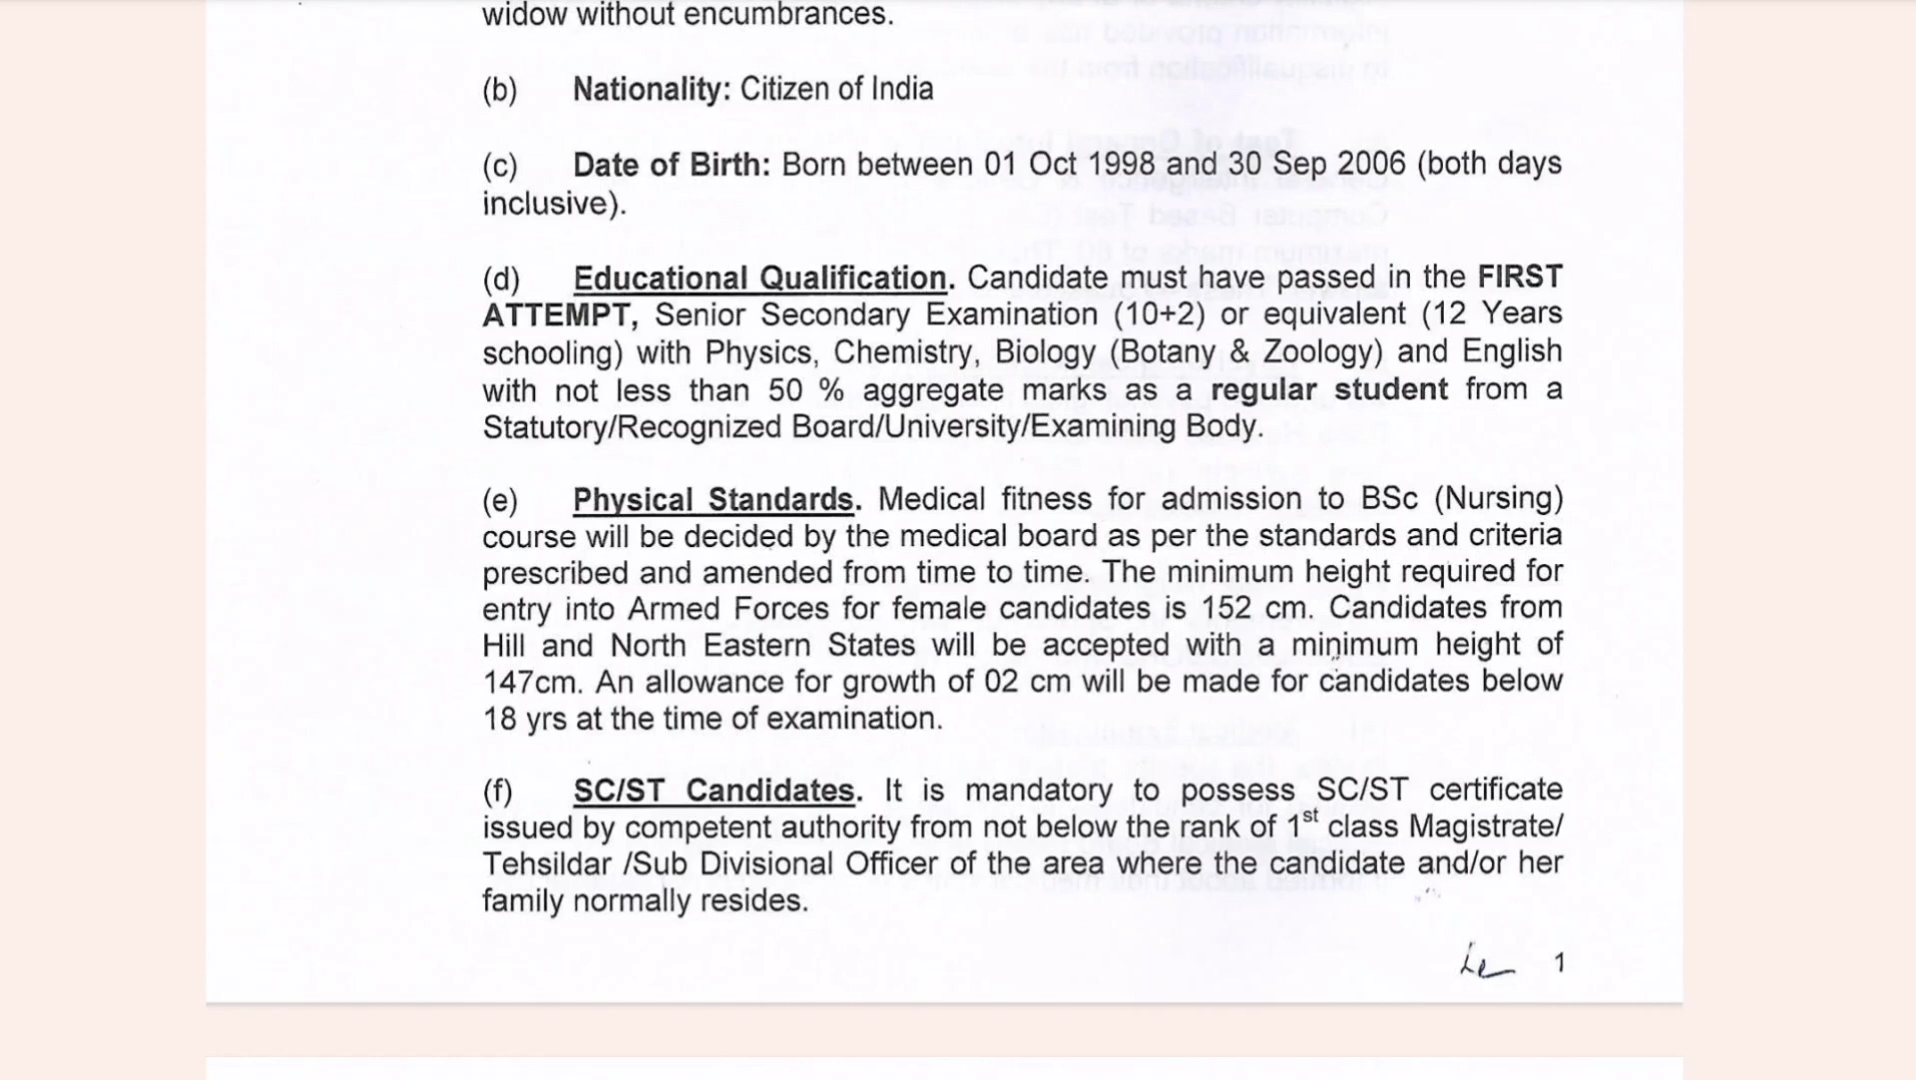 widow without encumbrances.
(b) Nationality: Citizen of India
(c) Date of Birth: Born between 01 Oct 1998 and 30 Sep 2006 (both days
inclusive).
(d) Educational Qualification. Candidate must have passed in the FIRST
ATTEMPT, Senior Secondary Examination (10+2) or equivalent (12 Years
schooling) with Physics, Chemistry, Biology (Botany & Zoology) and English
with not less than 50 % aggregate marks as a regular student from a
Statutory/Recognized Board/University/Examining Body.
(e) Physical Standards. Medical fitness for admission to BSc (Nursing)
course will be decided by the medical board as per the standards and criteria
prescribed and amended from time to time. The minimum height required for
entry into Armed Forces for female candidates is 152 cm. Candidates from
Hill and North Eastern States will be accepted with a minimum height of
147cm. An allowance for growth of 02 cm will be made for candidates below
18 yrs at the time of examination.
(f) SC/ST Candidates. It is mandatory to possess SC/ST certificate
issued by competent authority from not below the rank of 1st class Magistrate/
Tehsildar /Sub Divisional Officer of the area where the candidate and/or her
family normally resides.
1